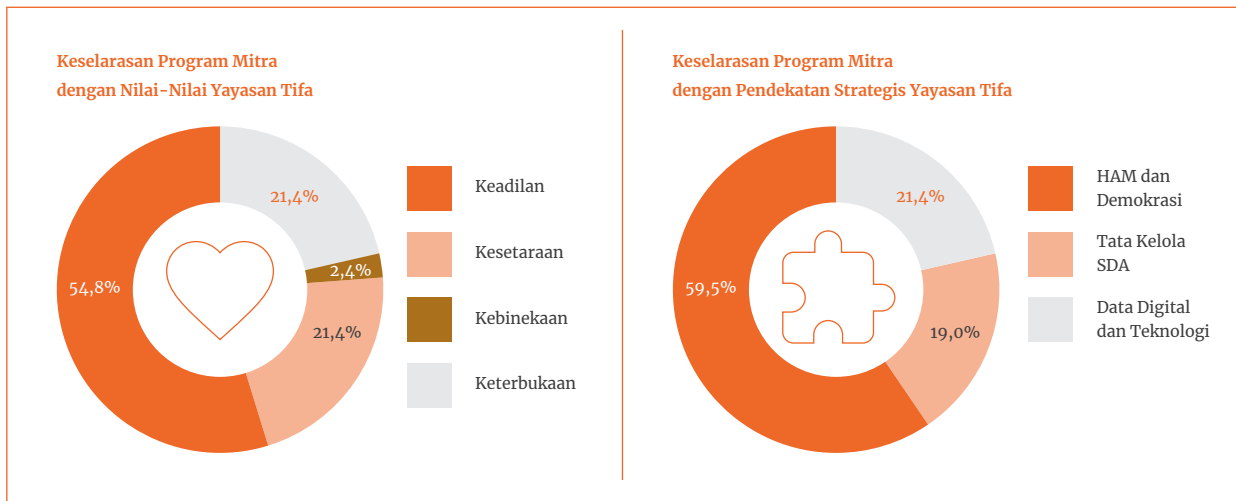 Keselarasan Program Mitra
dengan Nilai-Nilai Yayasan Tifa
21,4%
2,4%
54,8%
21,4%
Keadilan
Kesetaraan
Kebinekaan
Keterbukaan
Keselarasan Program Mitra
dengan Pendekatan Strategis Yayasan Tifa
21,4%
59,5%
19,0%
HAM dan
Demokrasi
Tata Kelola
SDA
Data Digital
dan Teknologi